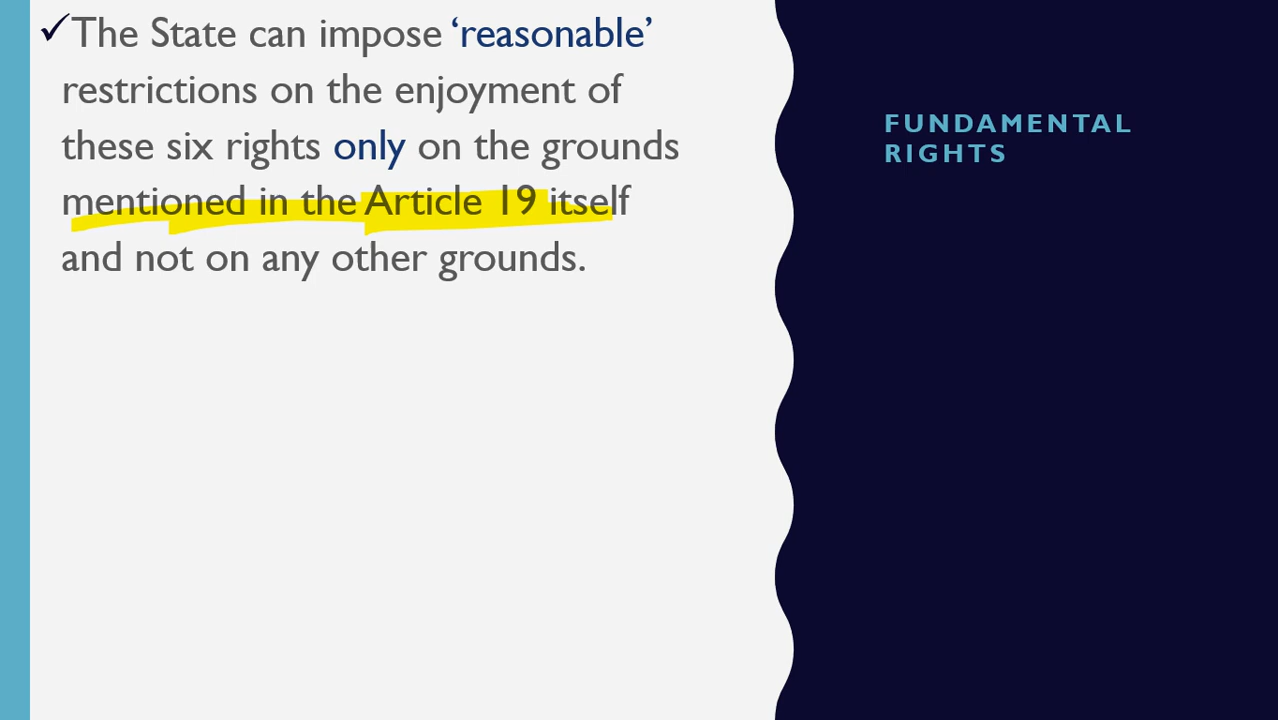 ✓The State can impose ‘reasonable’
restrictions on the enjoyment of
these six rights only on the grounds
mentioned in the Article 19 itself
and not on any other grounds.
FUNDAMENTAL
RIGHTS